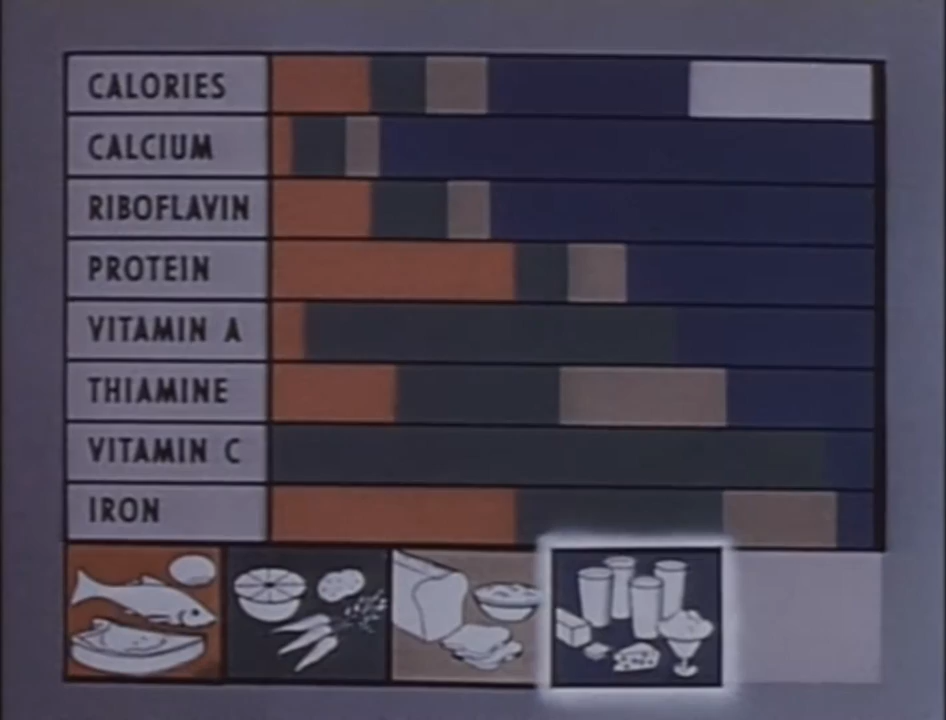 CALORIES
CALCIUM
RIBOFLAVIN
PROTEIN
VITAMIN A
THIAMINE
VITAMIN C
IRON